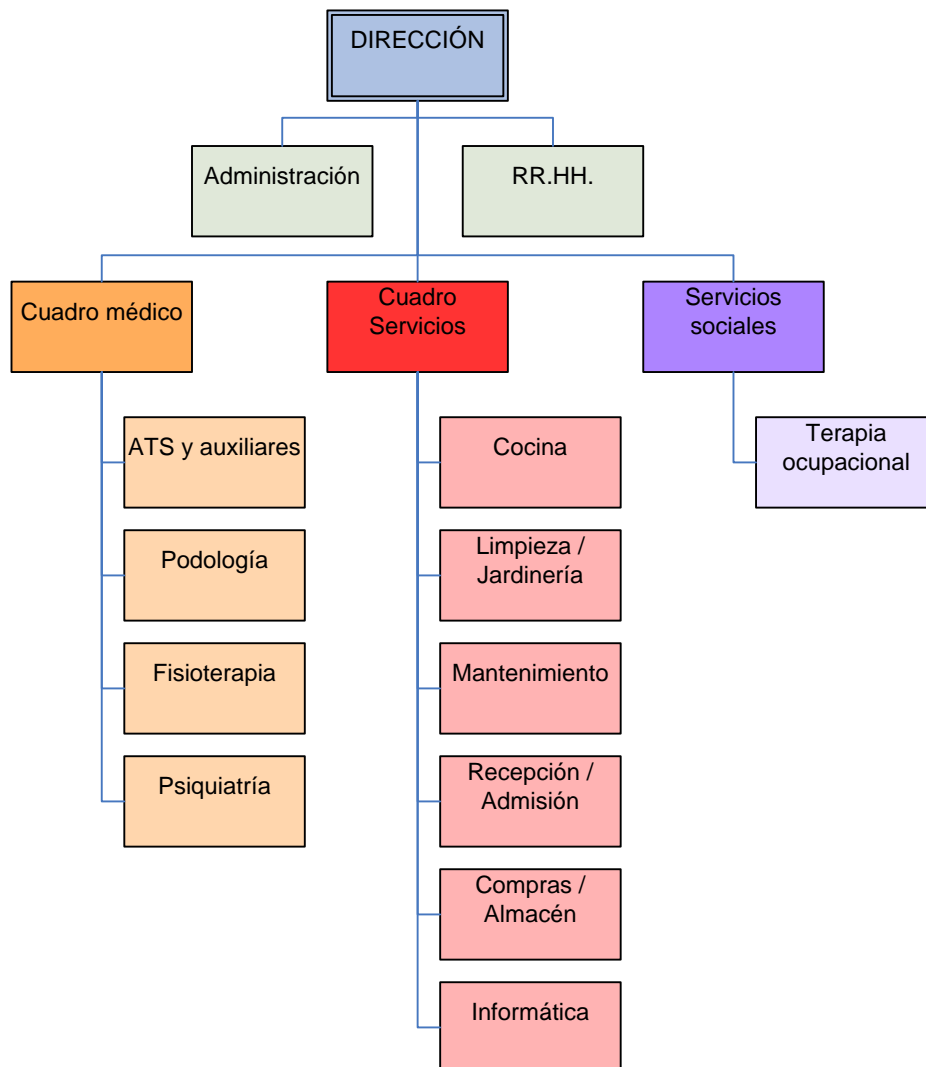 DIRECCIÓN
Administración
RR.HH.
Cuadro médico
Cuadro
Servicios
Servicios
sociales
ATS y auxiliares
Podología
Fisioterapia
Psiquiatría
Cocina
Limpieza /
Jardinería
Mantenimiento
Recepción /
Admisión
Compras /
Almacén
Informática
Terapia
ocupacional